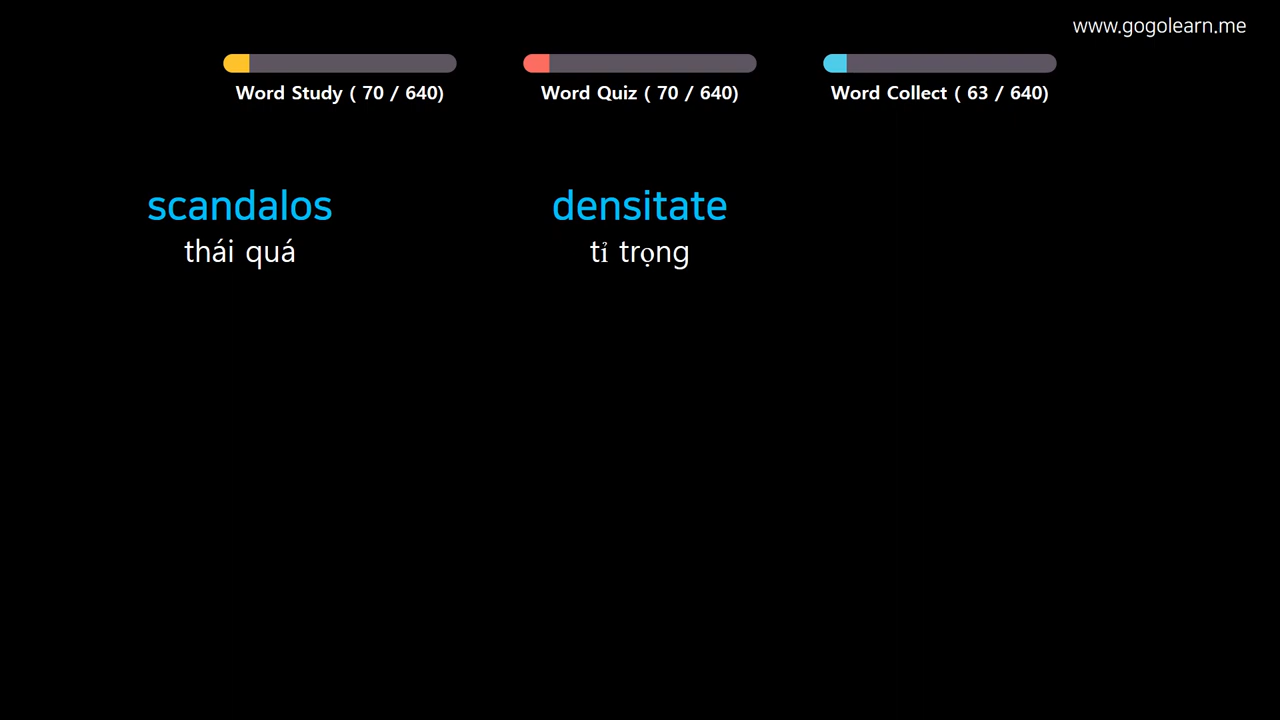 www.gogolearn.me
Word Study ( 70 / 640)
Word Quiz ( 70 / 640)
Word Collect ( 63 / 640)
scandalos
thái quá
densitate
tỉ trọng